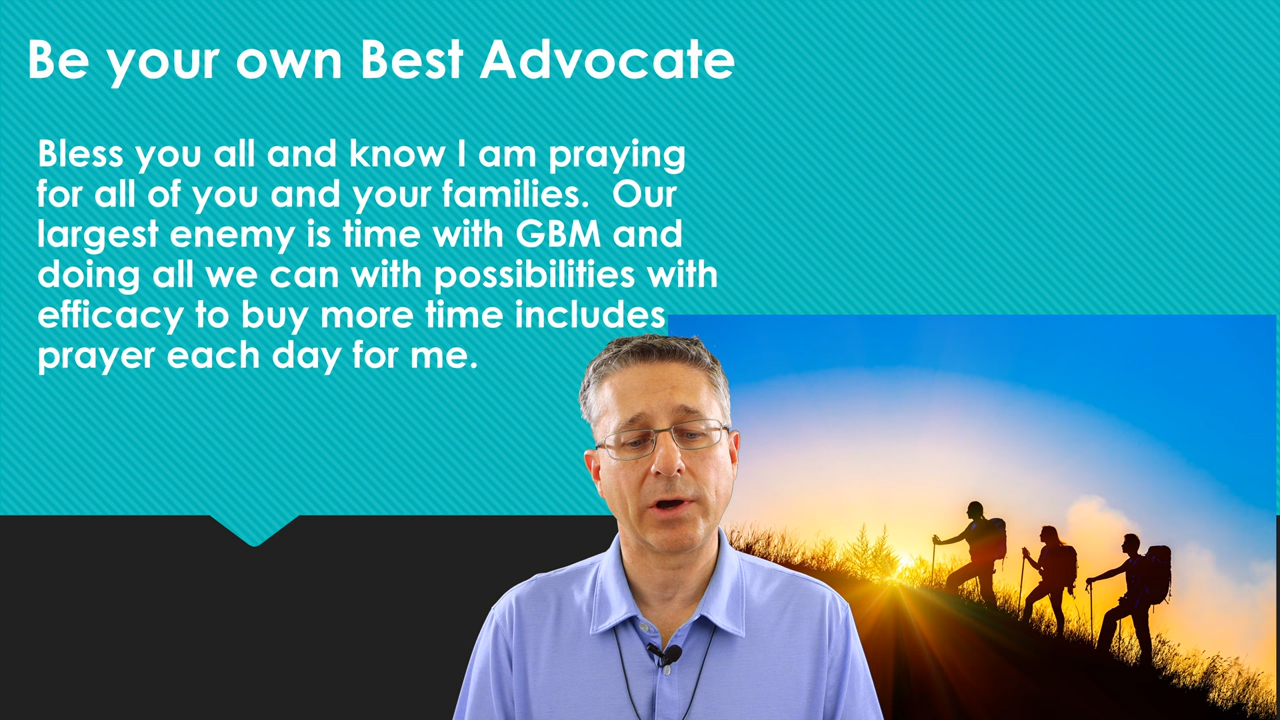 Be your own Best Advocate
Bless you all and know I am praying
for all of you and your families.  Our
largest enemy is time with GBM and
doing all we can with possibilities with
efficacy to buy more time includes
prayer each day for me.